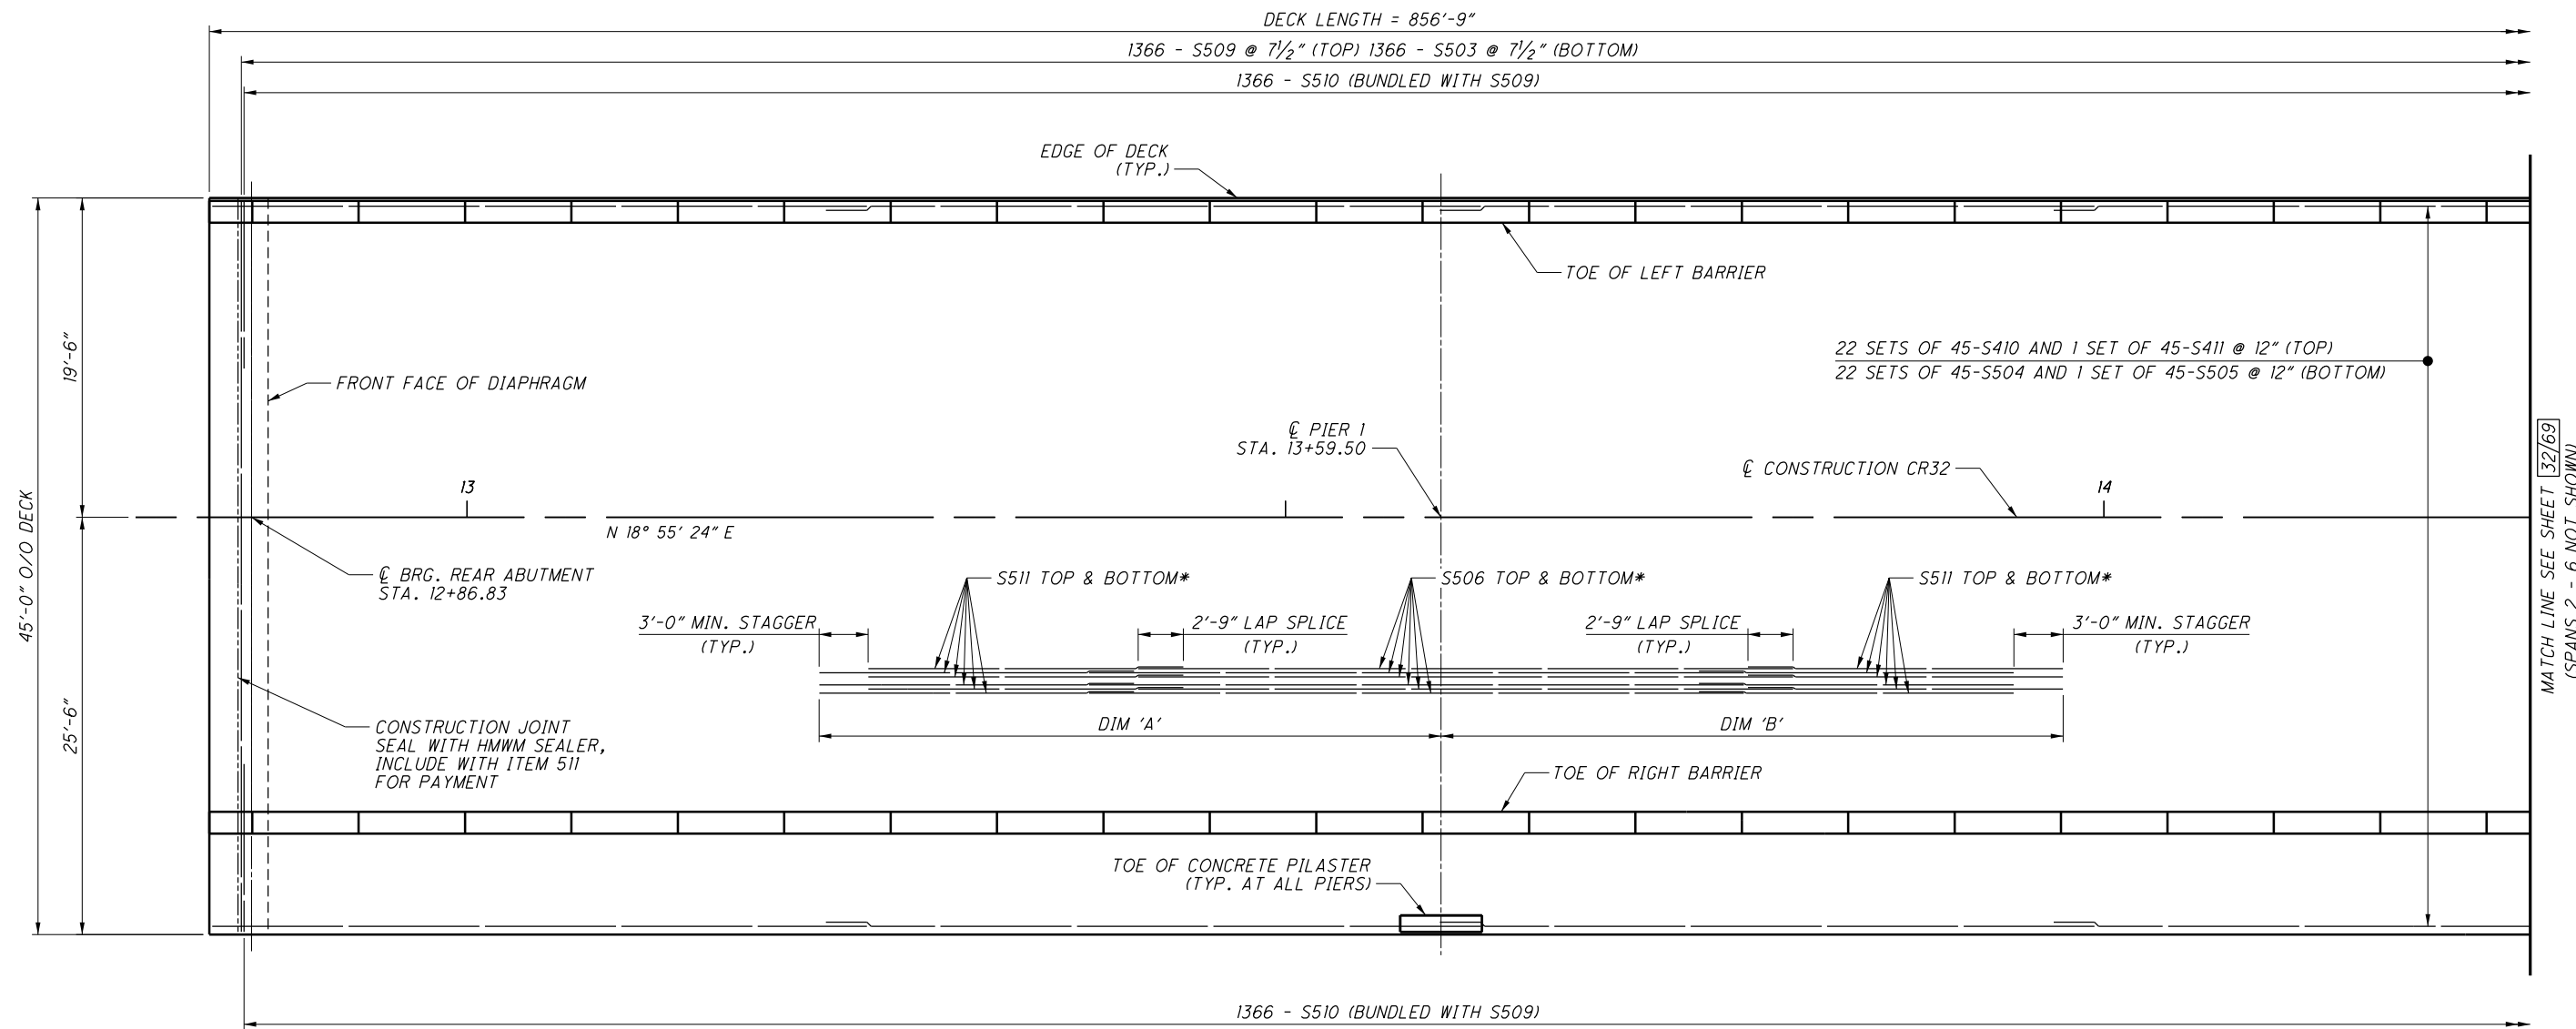 DECK LENGTH = 856'-9"
1366 - S509 @ 7½" (TOP) 1366 - S503 @ 7½" (BOTTOM)
1366 - S510 (BUNDLED WITH S509)
EDGE OF DECK
(TYP.)
TOE OF LEFT BARRIER
19'-6"
22 SETS OF 45-S410 AND 1 SET OF 45-S411 @ 12" (TOP)
22 SETS OF 45-S504 AND 1 SET OF 45-S505 @ 12" (BOTTOM)
FRONT FACE OF DIAPHRAGM
℄ PIER 1
STA. 13+59.50
℄ CONSTRUCTION CR32
13
14
N 18° 55' 24" E
45'-0" O/O DECK
MATCH LINE SEE SHEET 32/69
(SPANS 2 - 6 NOT SHOWN)
℄ BRG. REAR ABUTMENT
STA. 12+86.83
S511 TOP & BOTTOM*
S506 TOP & BOTTOM*
S511 TOP & BOTTOM*
3'-0" MIN. STAGGER
(TYP.)
2'-9" LAP SPLICE
(TYP.)
2'-9" LAP SPLICE
(TYP.)
3'-0" MIN. STAGGER
(TYP.)
25'-6"
DIM 'A'
DIM 'B'
CONSTRUCTION JOINT
SEAL WITH HMWM SEALER,
INCLUDE WITH ITEM 511
FOR PAYMENT
TOE OF RIGHT BARRIER
TOE OF CONCRETE PILASTER
(TYP. AT ALL PIERS)
1366 - S510 (BUNDLED WITH S509)